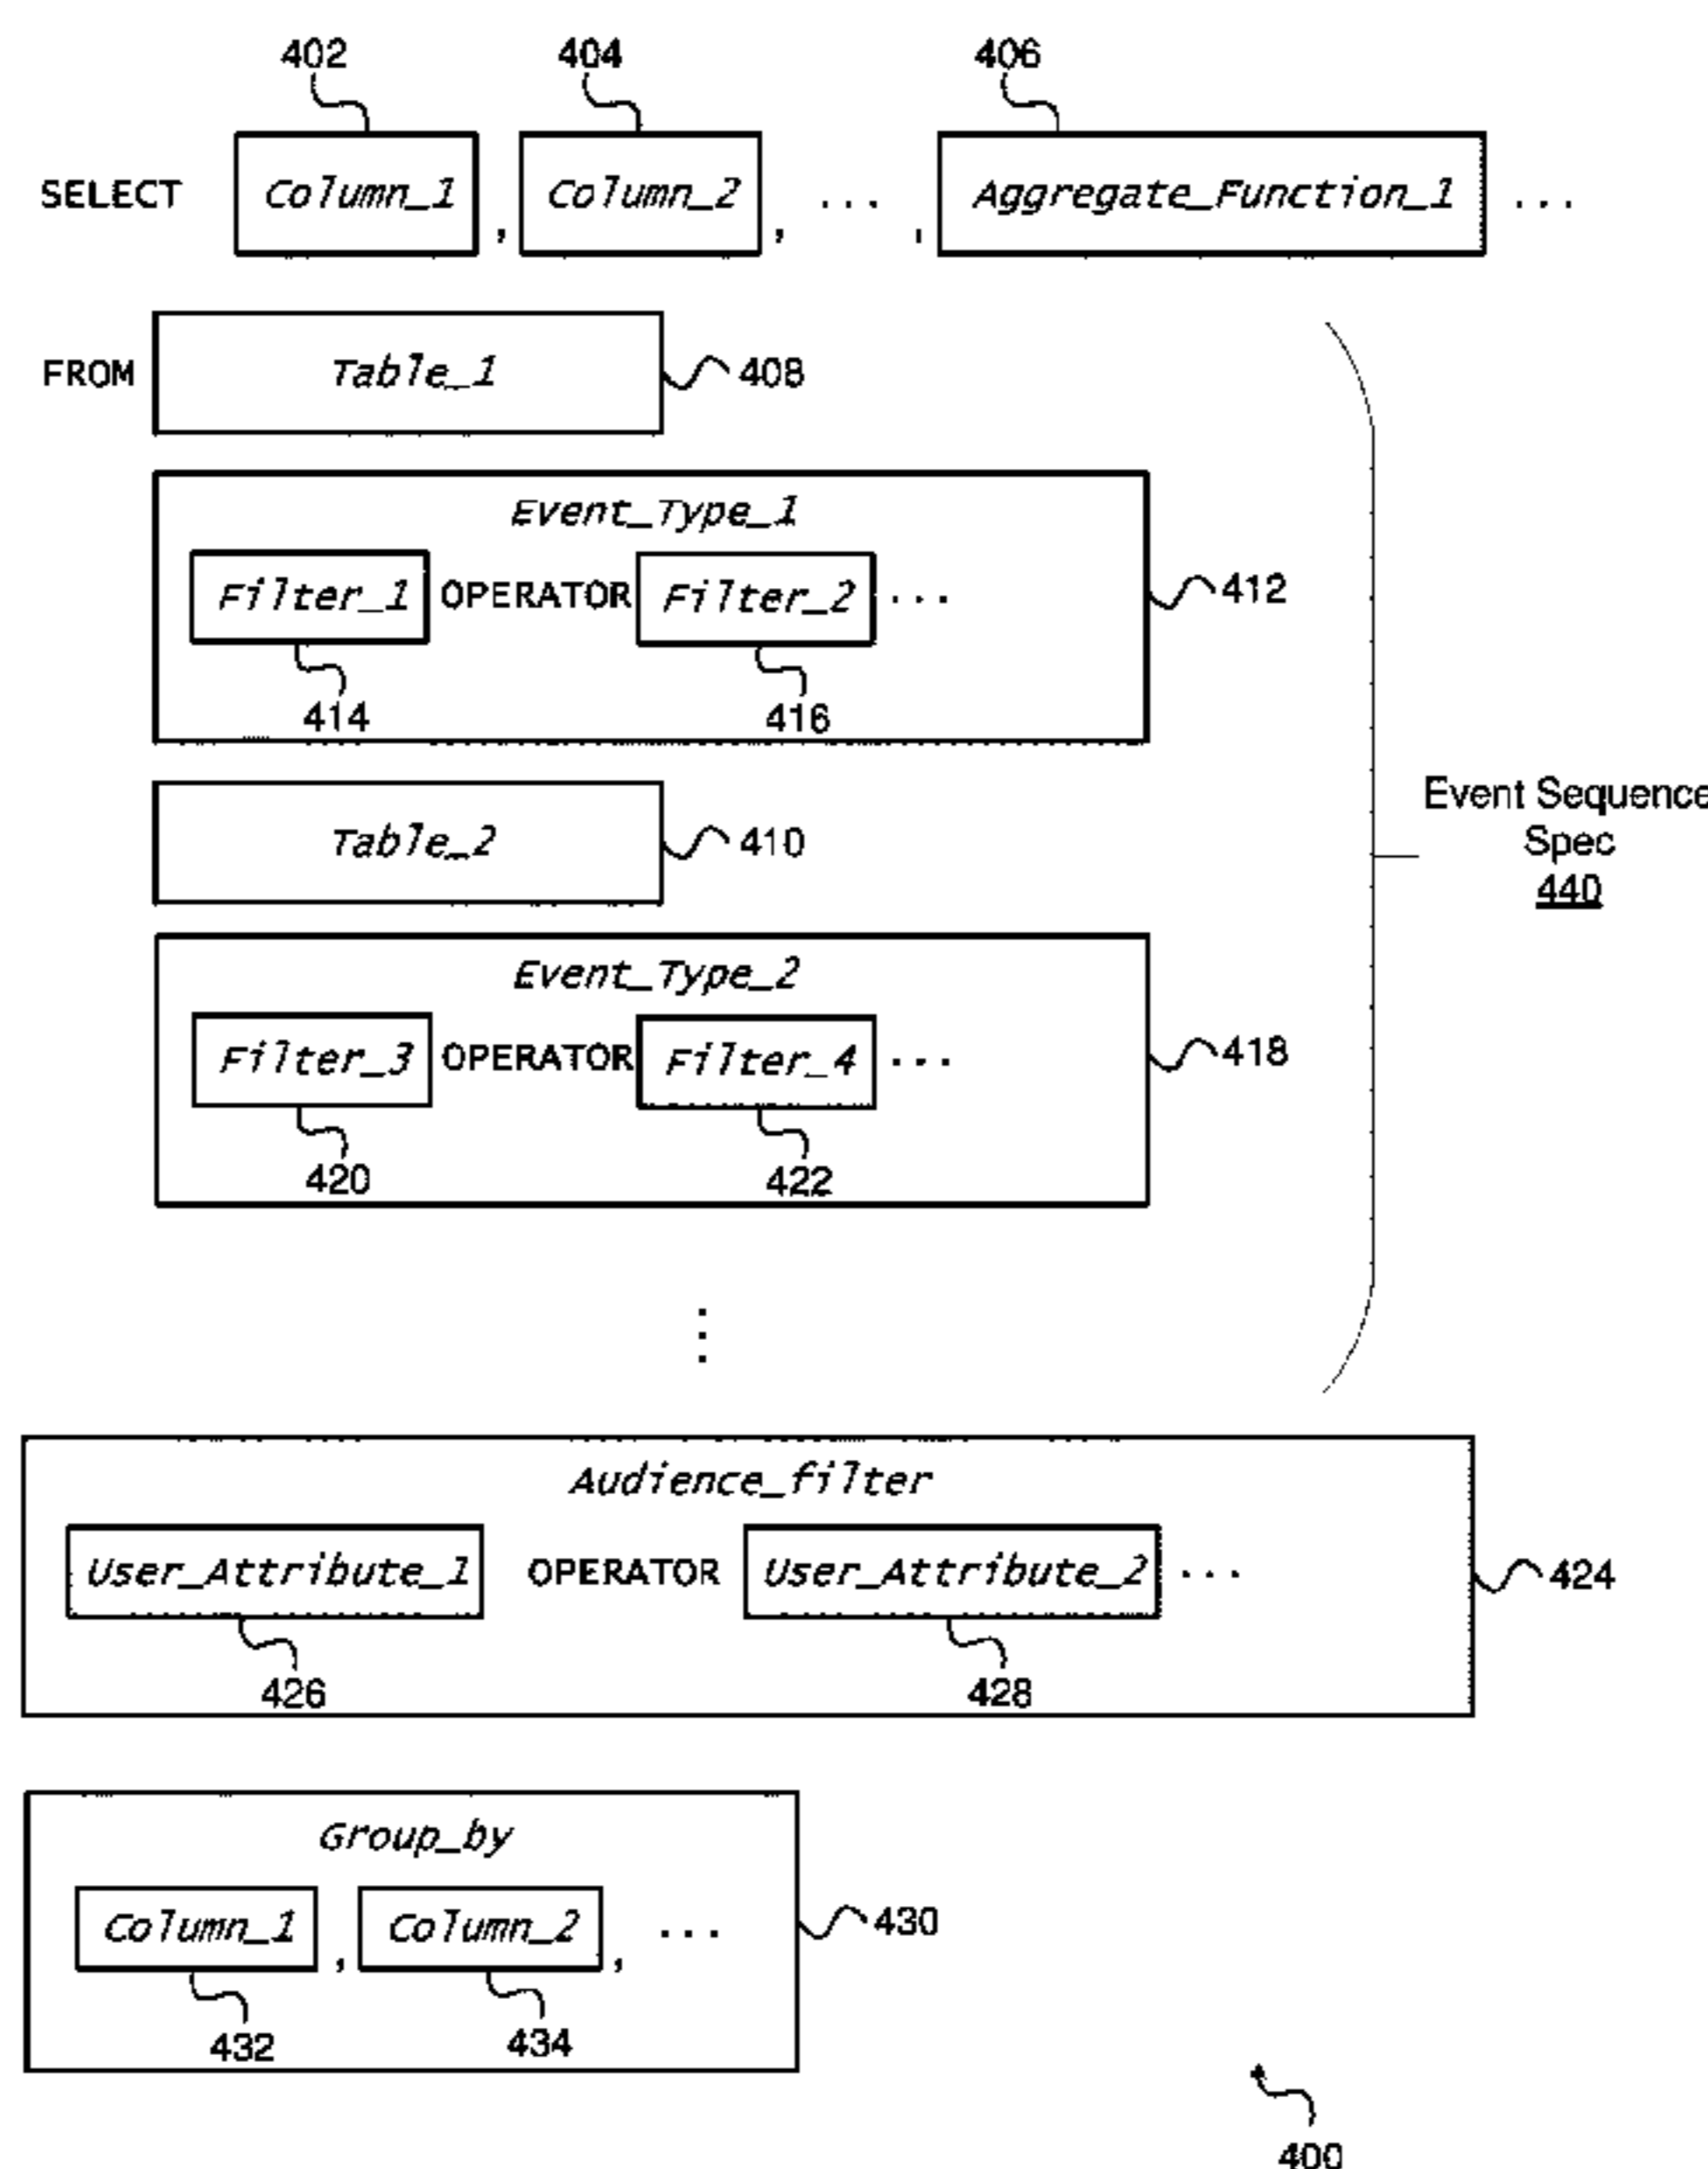 402 404 406
SELECT Column_1 , Column_2 , ... , Aggregate_Function_1 ...
FROM Table_1 408
Event_Type_1
Filter_1 OPERATOR Filter_2 ... 412
414 416
Table_2 410
Event Sequence
Spec
440
Event_Type_2
Filter_3 OPERATOR Filter_4 ... 418
420 422
Audience_filter
User_Attribute_1 OPERATOR User_Attribute_2 ... 424
426 428
Group_by
Column_1 , Column_2 , ... 430
432 434
400